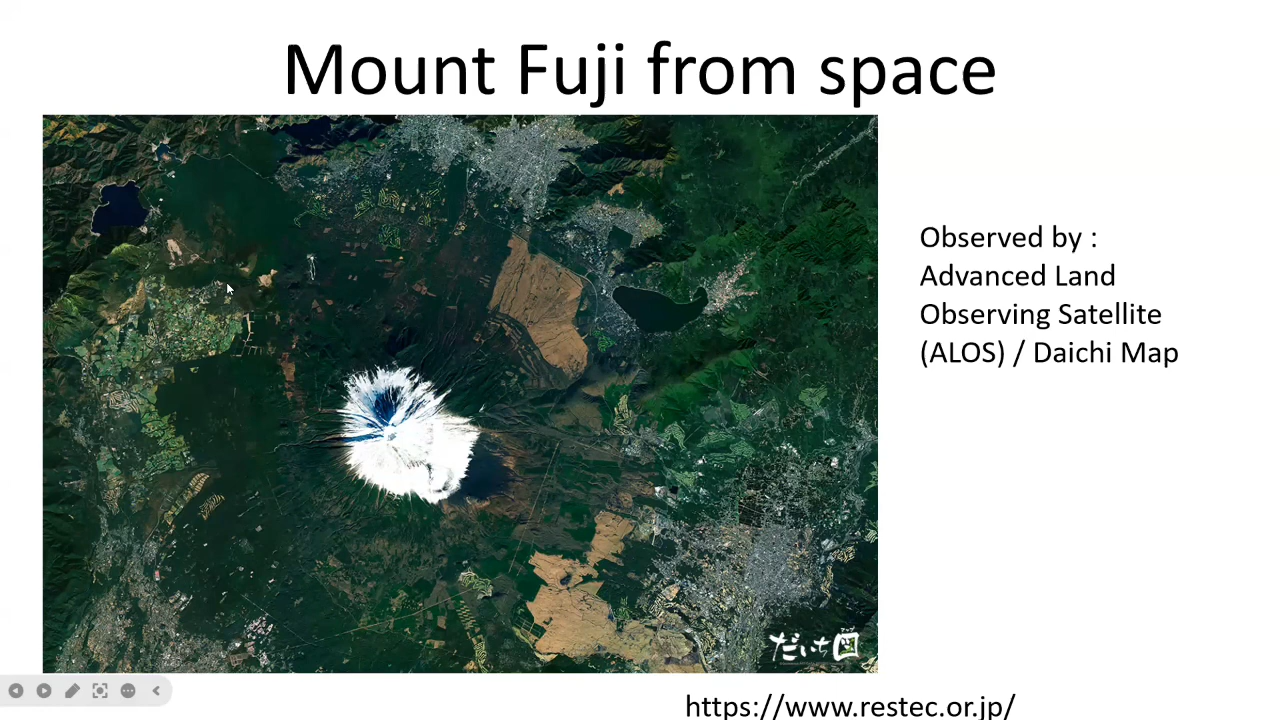 Mount Fuji from space
Observed by :
Advanced Land
Observing Satellite
(ALOS) / Daichi Map
だいち図
https://www.restec.or.jp/